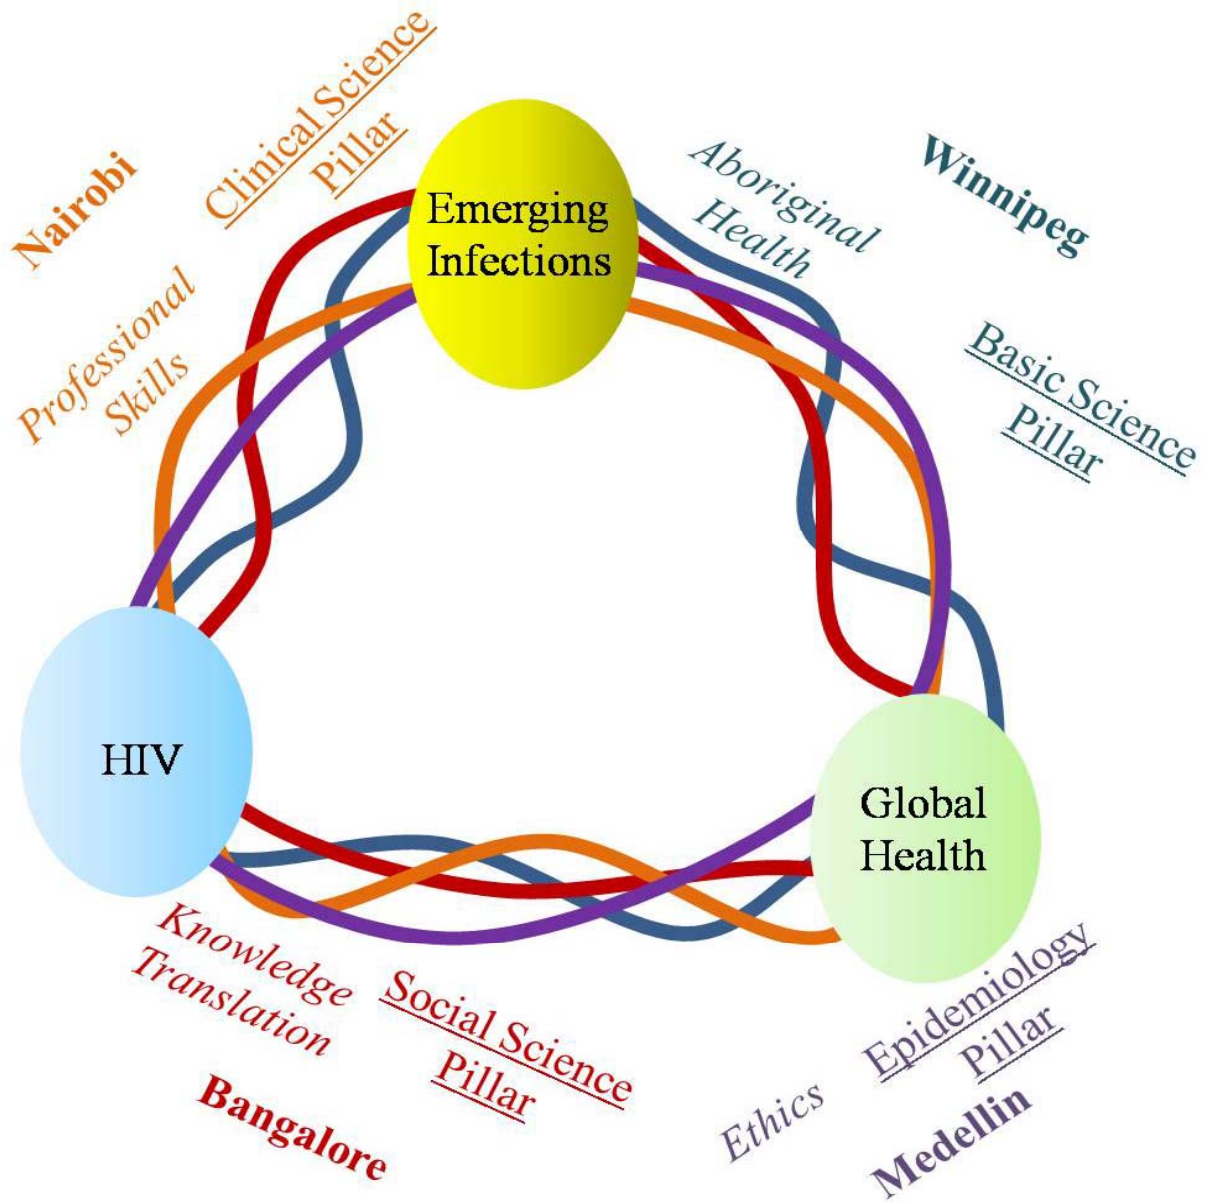 Clinical Science
Pillar
Nairobi
Professional
Skills
Emerging
Infections
Aboriginal
Health
Winnipeg
Basic Science
Pillar
HIV
Global
Health
Knowledge
Translation
Social Science
Pillar
Bangalore
Epidemiology
Pillar
Ethics
Medellin